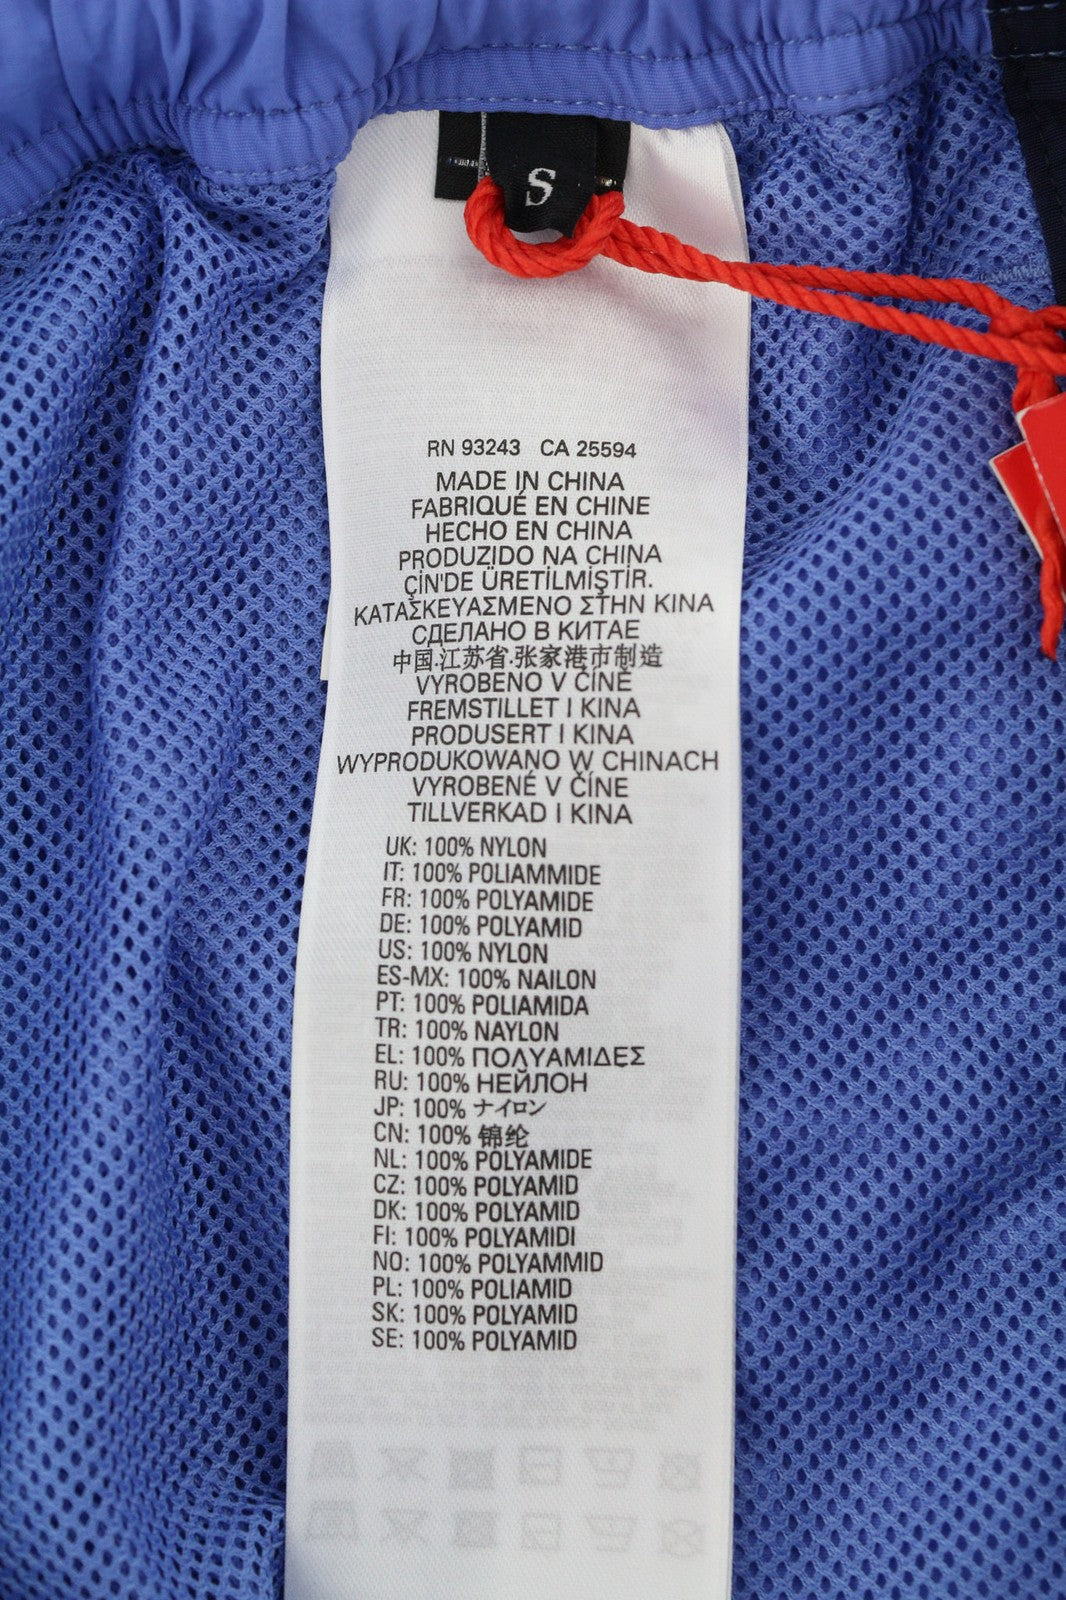 S
RN 93243 CA 25594
MADE IN CHINA
FABRIQUÉ EN CHINE
HECHO EN CHINA
PRODUZIDO NA CHINA
ÇİN'DE ÜRETİLMİŞTİR.
ΚΑΤΑΣΚΕΥΑΣΜΕΝΟ ΣΤΗΝ ΚΙΝΑ
СДЕЛАНО В КИТАЕ
中国.江苏省.张家港市制造
VYROBENO V ČÍNĚ
FREMSTILLET I KINA
PRODUSERT I KINA
WYPRODUKOWANO W CHINACH
VYROBENÉ V ČÍNE
TILLVERKAD I KINA
UK: 100% NYLON
IT: 100% POLIAMMIDE
FR: 100% POLYAMIDE
DE: 100% POLYAMID
US: 100% NYLON
ES-MX: 100% NAILON
PT: 100% POLIAMIDA
TR: 100% NAYLON
EL: 100% ΠΟΛΥΑΜΙΔΕΣ
RU: 100% НЕЙЛОН
JP: 100% ナイロン
CN: 100% 锦纶
NL: 100% POLYAMIDE
CZ: 100% POLYAMID
DK: 100% POLYAMID
FI: 100% POLYAMIDI
NO: 100% POLYAMMID
PL: 100% POLIAMID
SK: 100% POLYAMID
SE: 100% POLYAMID